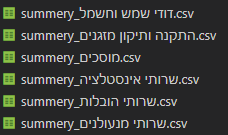 summery_דודי שמש וחשמל.csv
summery_התקנה ותיקון מזגנים.csv
summery_מוסכים.csv
summery_שרותי אינסטלציה.csv
summery_שרותי הובלות.csv
summery_שרותי מנעולנים.csv